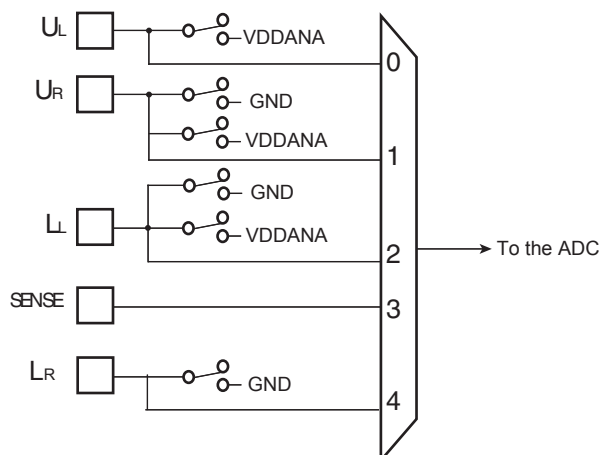 UL
VDDANA
0
UR
GND
VDDANA
1
GND
LL
VDDANA
2
To the ADC
SENSE
3
LR
GND
4